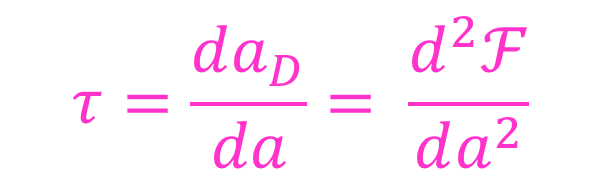 τ = da_D/da = d²ℱ/da²